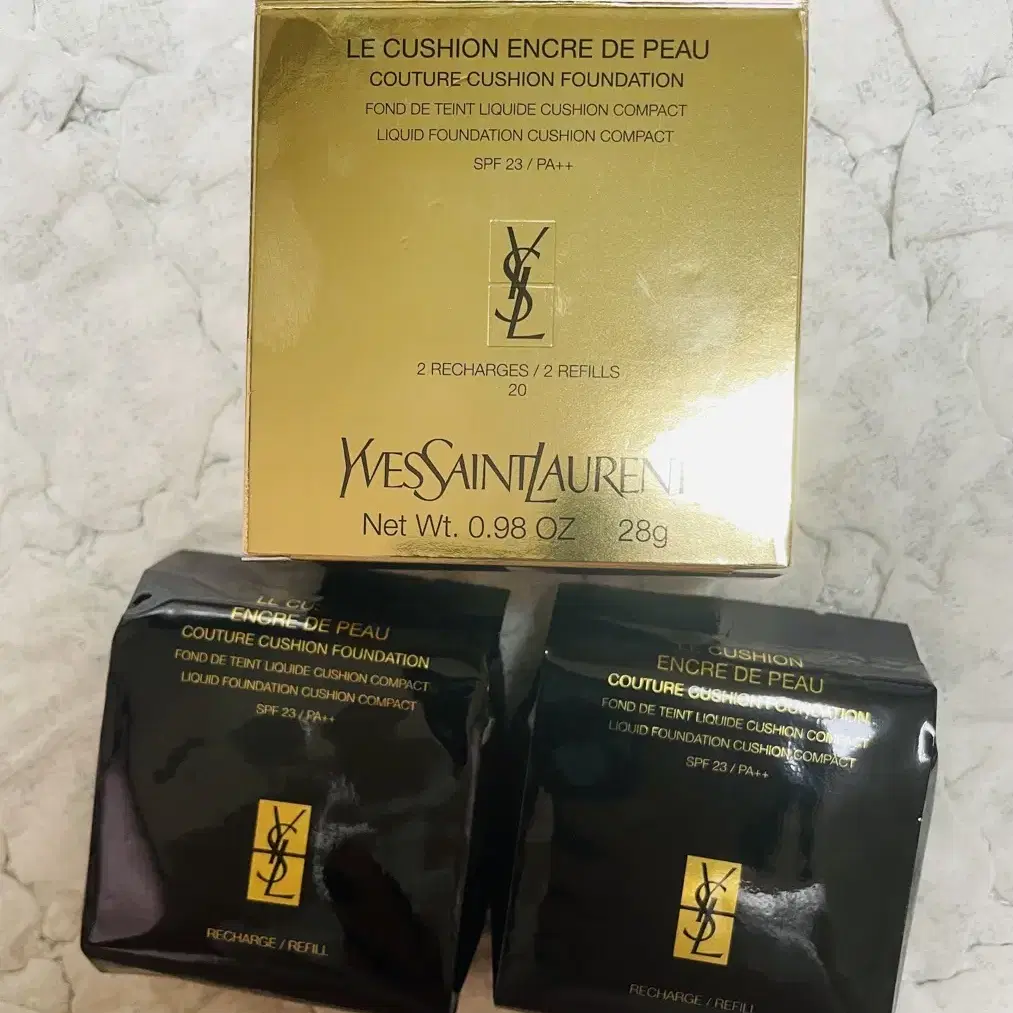 LE CUSHION ENCRE DE PEAU
COUTURE CUSHION FOUNDATION
FOND DE TEINT LIQUIDE CUSHION COMPACT
LIQUID FOUNDATION CUSHION COMPACT
SPF 23 / PA++
YSL
2 RECHARGES / 2 REFILLS
20
YVESSAINTLAURENT
Net Wt. 0.98 OZ 28g
LE CU
ENCRE DE PEAU
COUTURE CUSHION FOUNDATION
FOND DE TEINT LIQUIDE CUSHION COMPACT
LIQUID FOUNDATION CUSHION COMPACT
SPF 23 / PA++
YSL
RECHARGE / REFILL
LE CUSHION
ENCRE DE PEAU
COUTURE CUSHION FOUNDATION
FOND DE TEINT LIQUIDE CUSHION COMPACT
LIQUID FOUNDATION CUSHION COMPACT
SPF 23 / PA++
YSL
RECHARGE / REFILL